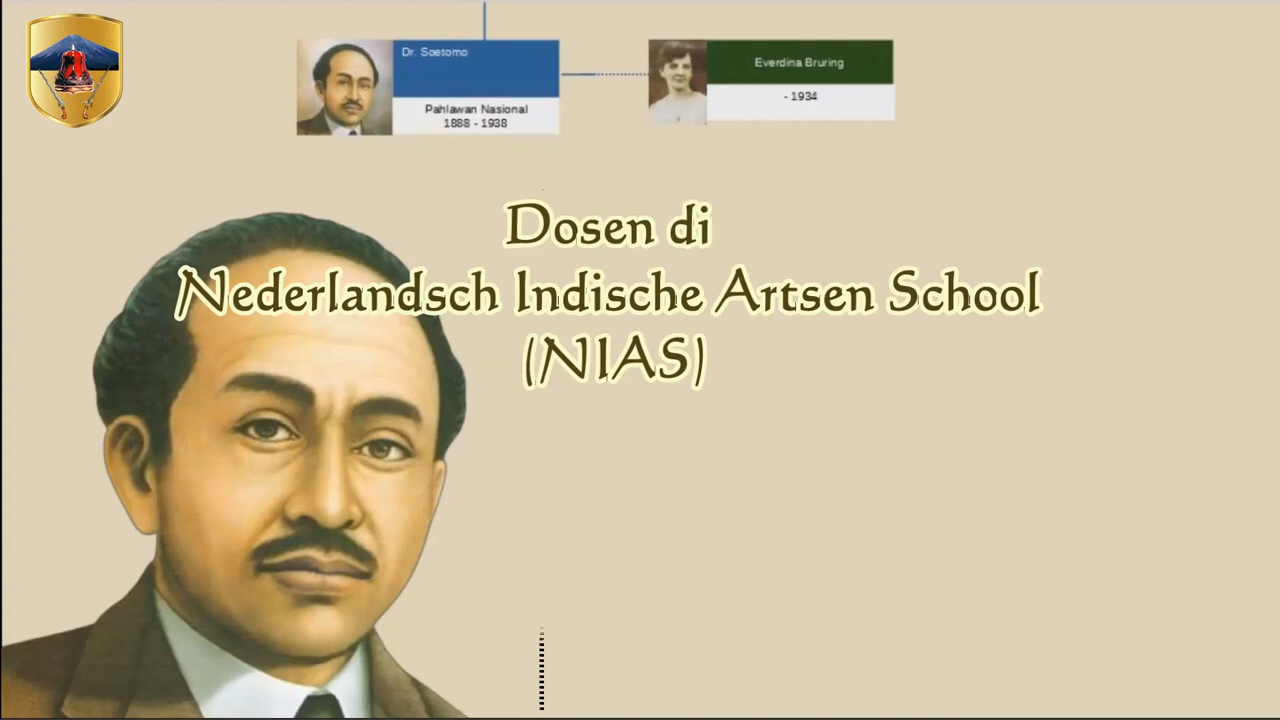 Dr. Soetomo
Pahlawan Nasional
1888 - 1938
Everdina Bruring
- 1934
Dosen di
Nederlandsch Indische Artsen School
(NIAS)